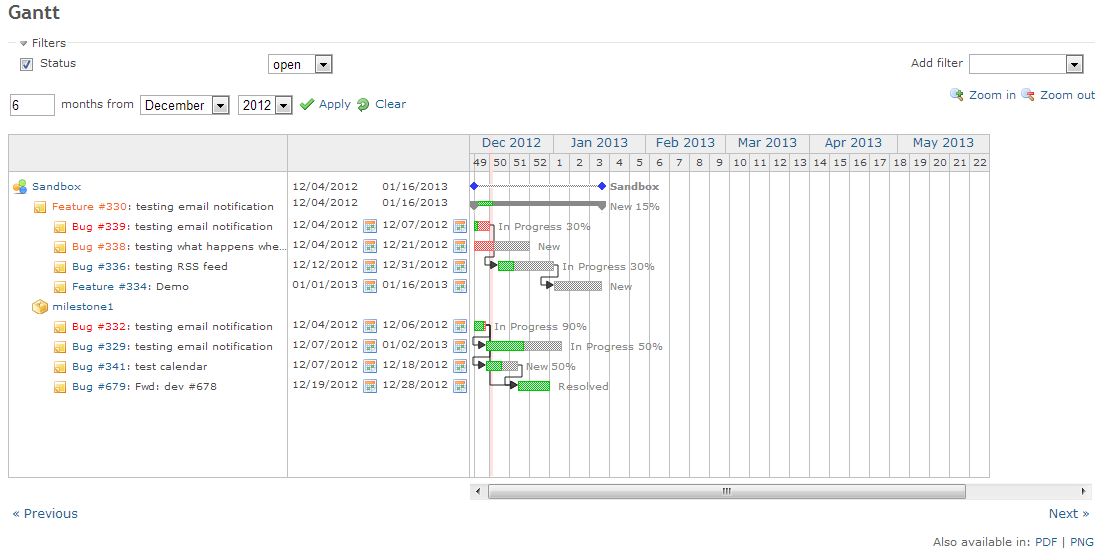 Gantt
Filters
Status open Add filter
6 months from December 2012 Apply Clear Zoom in Zoom out
Dec 2012 Jan 2013 Feb 2013 Mar 2013 Apr 2013 May 2013
49 50 51 52 1 2 3 4 5 6 7 8 9 10 11 12 13 14 15 16 17 18 19 20 21 22
Sandbox 12/04/2012 01/16/2013 Sandbox
Feature #330: testing email notification 12/04/2012 01/16/2013 New 15%
Bug #339: testing email notification 12/04/2012 12/07/2012 In Progress 30%
Bug #338: testing what happens whe... 12/04/2012 12/21/2012 New
Bug #336: testing RSS feed 12/12/2012 12/31/2012 In Progress 30%
Feature #334: Demo 01/01/2013 01/16/2013 New
milestone1
Bug #332: testing email notification 12/04/2012 12/06/2012 In Progress 90%
Bug #329: testing email notification 12/07/2012 01/02/2013 In Progress 50%
Bug #341: test calendar 12/07/2012 12/18/2012 New 50%
Bug #679: Fwd: dev #678 12/19/2012 12/28/2012 Resolved
« Previous Next »
Also available in: PDF | PNG